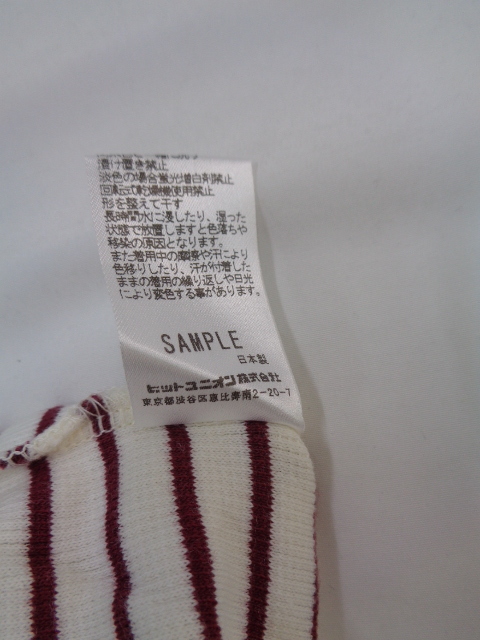 漬け置き禁止
淡色の場合蛍光増白剤禁止
回転式乾燥機使用禁止
形を整えて干す
長時間水に浸したり、湿った
状態で放置しますと色落ちや
移染の原因となります。
また着用中の摩擦や汗により
色移りしたり、汗が付着した
ままの着用の繰り返しや日光
により変色する事があります。
SAMPLE
日本製
ヒットユニオン株式会社
東京都渋谷区恵比寿南2-20-7